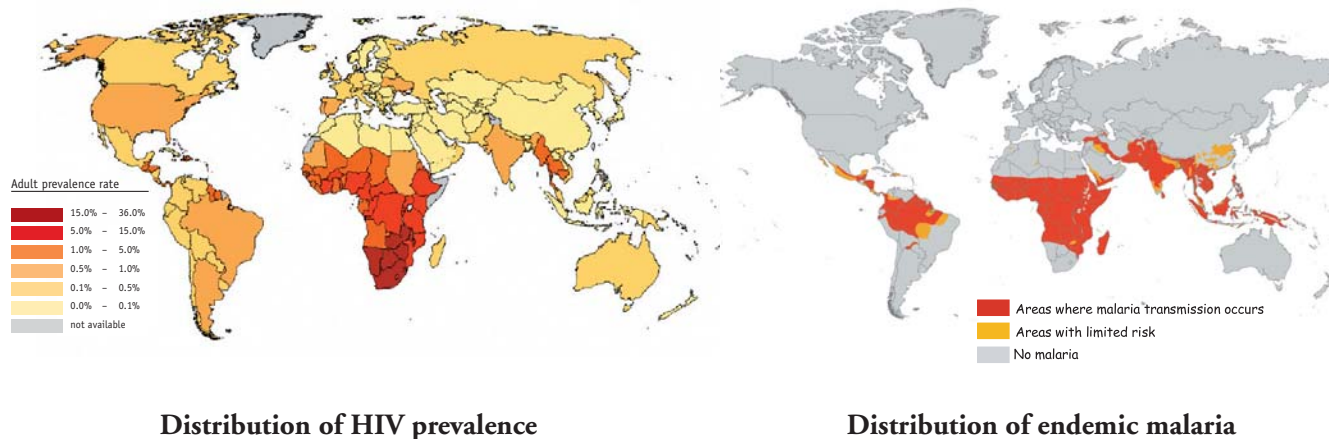 Adult prevalence rate
15.0% – 36.0%
5.0% – 15.0%
1.0% – 5.0%
0.5% – 1.0%
0.1% – 0.5%
0.0% – 0.1%
not available
Areas where malaria transmission occurs
Areas with limited risk
No malaria
Distribution of HIV prevalence
Distribution of endemic malaria